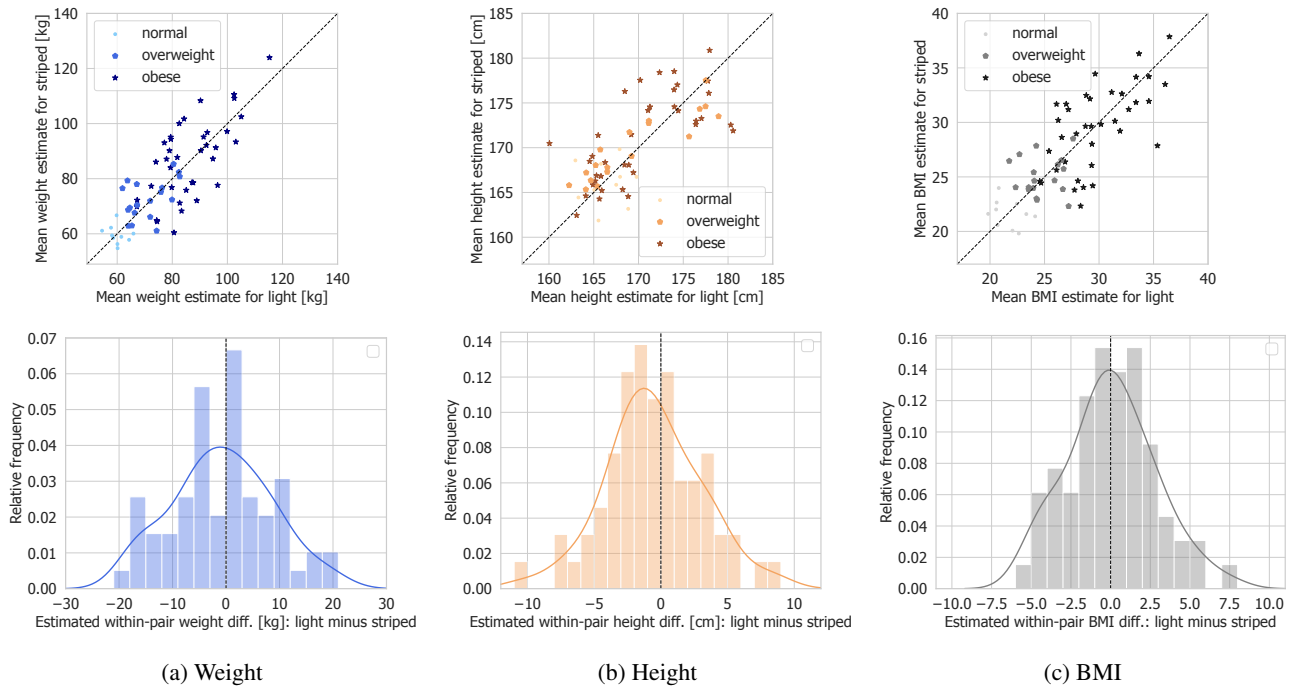 140
120
100
80
60
60 80 100 120 140
Mean weight estimate for striped [kg]
Mean weight estimate for light [kg]
normal
overweight
obese
185
180
175
170
165
160
160 165 170 175 180 185
Mean height estimate for striped [cm]
Mean height estimate for light [cm]
normal
overweight
obese
40
35
30
25
20
20 25 30 35 40
Mean BMI estimate for striped
Mean BMI estimate for light
normal
overweight
obese
0.07
0.06
0.05
0.04
0.03
0.02
0.01
0.00
−30 −20 −10 0 10 20 30
Relative frequency
Estimated within-pair weight diff. [kg]: light minus striped
0.14
0.12
0.10
0.08
0.06
0.04
0.02
0.00
−10 −5 0 5 10
Relative frequency
Estimated within-pair height diff. [cm]: light minus striped
0.16
0.14
0.12
0.10
0.08
0.06
0.04
0.02
0.00
−10.0 −7.5 −5.0 −2.5 0.0 2.5 5.0 7.5 10.0
Relative frequency
Estimated within-pair BMI diff.: light minus striped
(a) Weight
(b) Height
(c) BMI